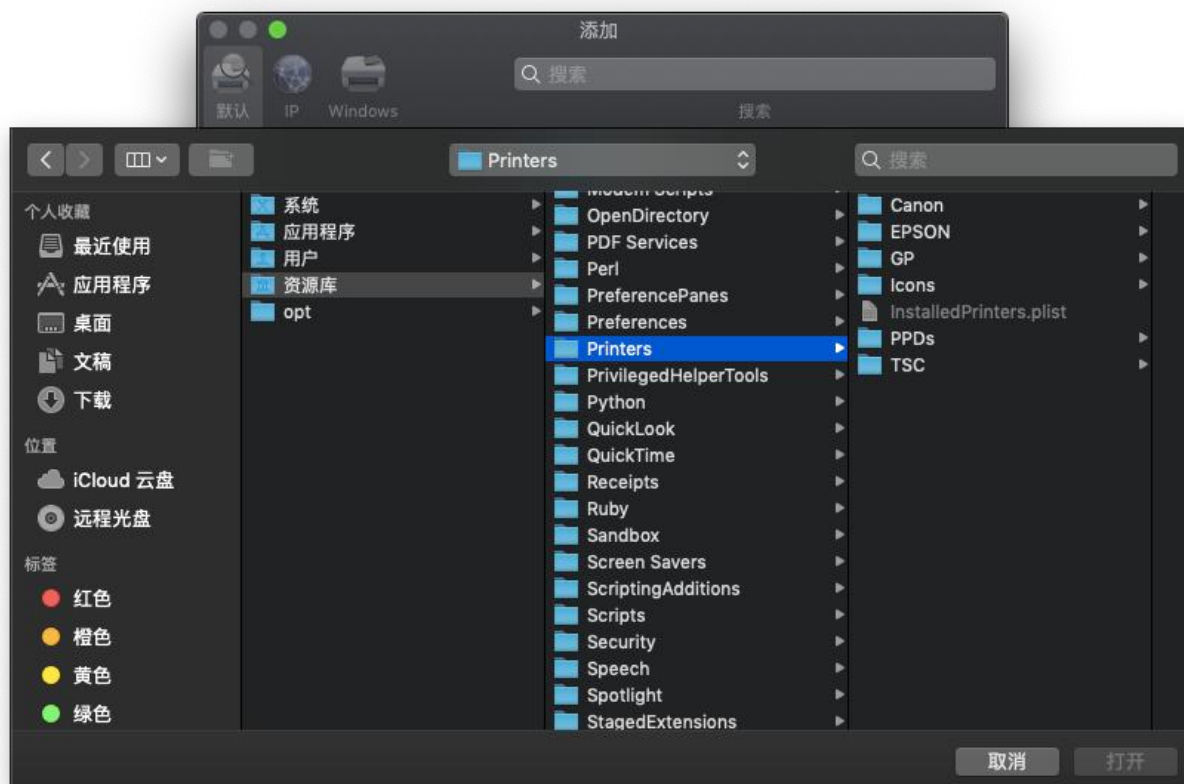 添加
搜索
默认
IP
Windows
搜索
Printers
搜索
个人收藏
最近使用
应用程序
桌面
文稿
下载
位置
iCloud 云盘
远程光盘
标签
红色
橙色
黄色
绿色
系统
应用程序
用户
资源库
opt
OpenDirectory
PDF Services
Perl
PreferencePanes
Preferences
Printers
PrivilegedHelperTools
Python
QuickLook
QuickTime
Receipts
Ruby
Sandbox
Screen Savers
ScriptingAdditions
Scripts
Security
Speech
Spotlight
StagedExtensions
Canon
EPSON
GP
Icons
InstalledPrinters.plist
PPDs
TSC
取消
打开